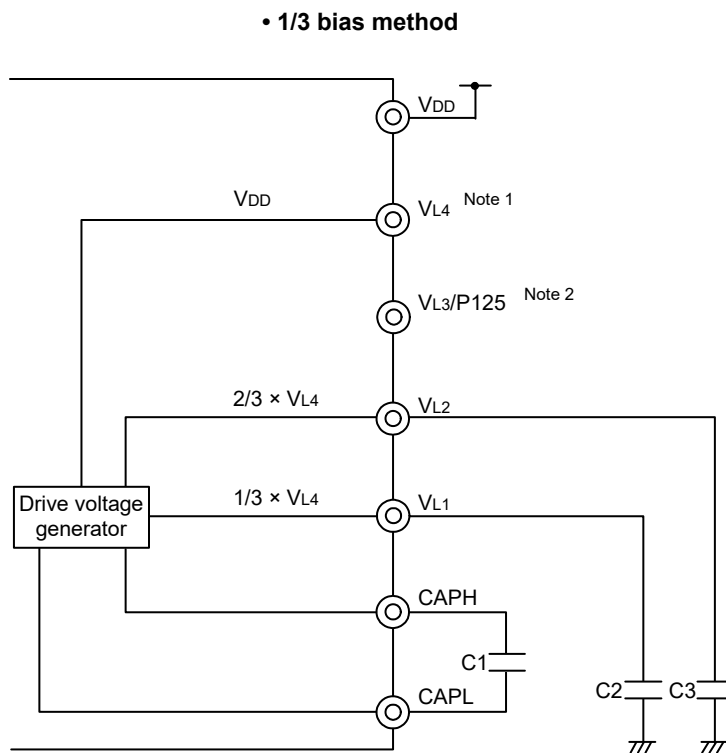 • 1/3 bias method
VDD
VDD
VL4 Note 1
VL3/P125 Note 2
2/3 × VL4
VL2
Drive voltage
generator
1/3 × VL4
VL1
CAPH
C1
CAPL
C2
C3